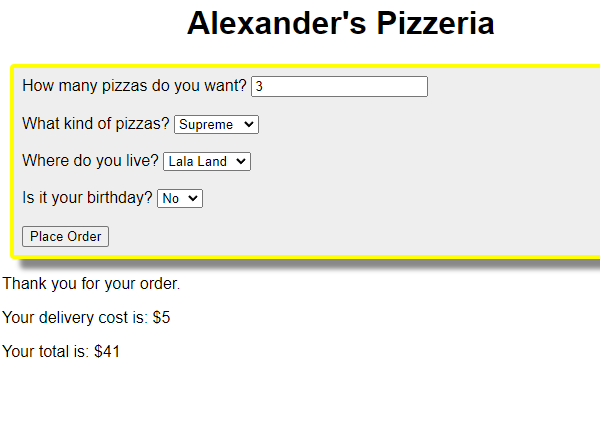 Alexander's Pizzeria
How many pizzas do you want? 3
What kind of pizzas? Supreme
Where do you live? Lala Land
Is it your birthday? No
Place Order
Thank you for your order.
Your delivery cost is: $5
Your total is: $41